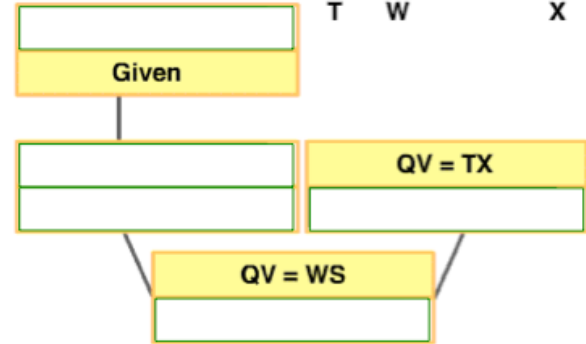 T W X
Given
QV = TX
QV = WS